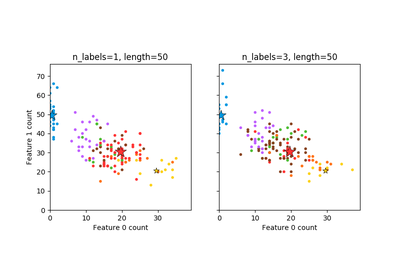 n_labels=1, length=50
n_labels=3, length=50
Feature 1 count
70
60
50
40
30
20
10
0
0 10 20 30
0 10 20 30
Feature 0 count
Feature 0 count